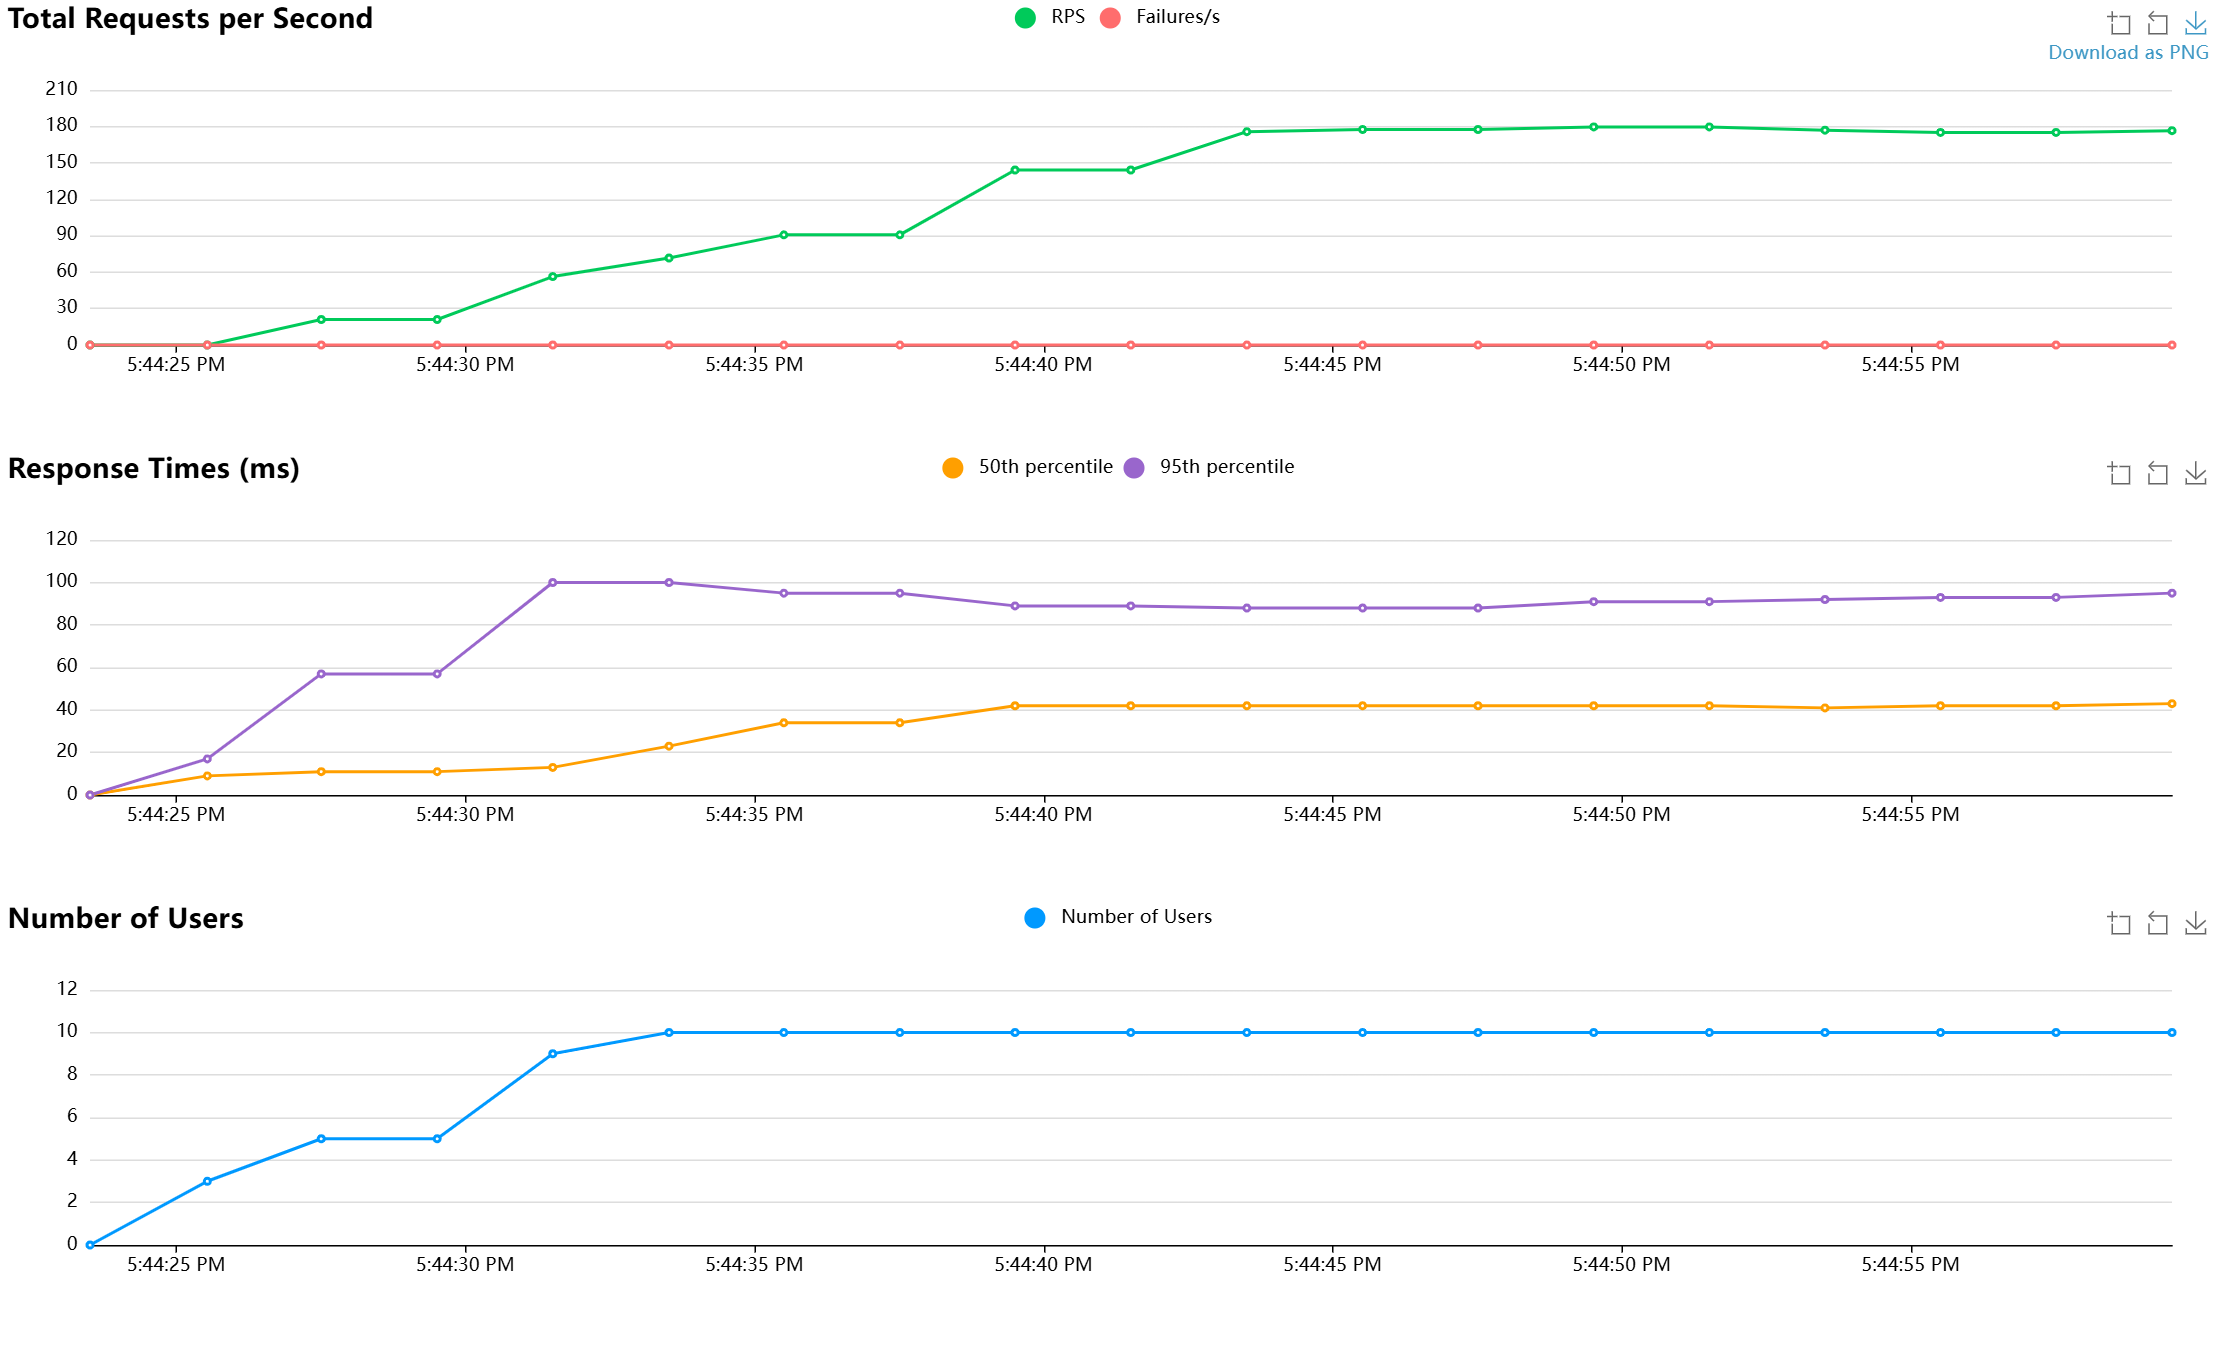 Total Requests per Second
RPS Failures/s
Download as PNG
210
180
150
120
90
60
30
0
5:44:25 PM 5:44:30 PM 5:44:35 PM 5:44:40 PM 5:44:45 PM 5:44:50 PM 5:44:55 PM
Response Times (ms)
50th percentile 95th percentile
120
100
80
60
40
20
0
5:44:25 PM 5:44:30 PM 5:44:35 PM 5:44:40 PM 5:44:45 PM 5:44:50 PM 5:44:55 PM
Number of Users
Number of Users
12
10
8
6
4
2
0
5:44:25 PM 5:44:30 PM 5:44:35 PM 5:44:40 PM 5:44:45 PM 5:44:50 PM 5:44:55 PM